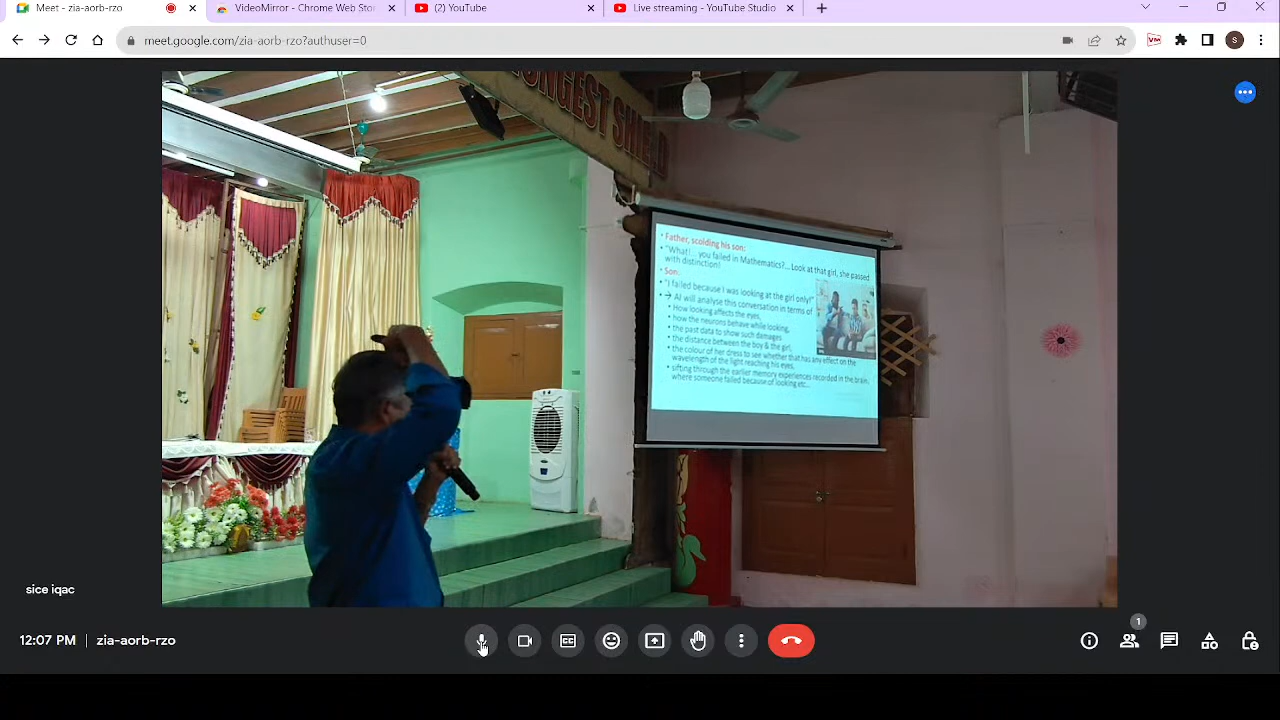 Meet - zia-aorb-rzo
VideoMirror - Chrome Web Sto
(2) YouTube
Live streaming - YouTube Studio
meet.google.com/zia-aorb-rzo?authuser=0
S
ONGEST SHIELD
• Father, scolding his son:
• "What!... you failed in Mathematics?... Look at that girl, she passed
with distinction!
• Son:
• "I failed because I was looking at the girl only!"
• → AI will analyse this conversation in terms of
• How looking affects the eyes,
• how the neurons behave while looking,
• the past data to show such damages
• the distance between the boy & the girl,
• the colour of her dress to see whether that has any effect on the
wavelength of the light reaching his eyes.
• sifting through the earlier memory experiences recorded in the brain,
where someone failed because of looking etc...
sice iqac
12:07 PM | zia-aorb-rzo
CC
1